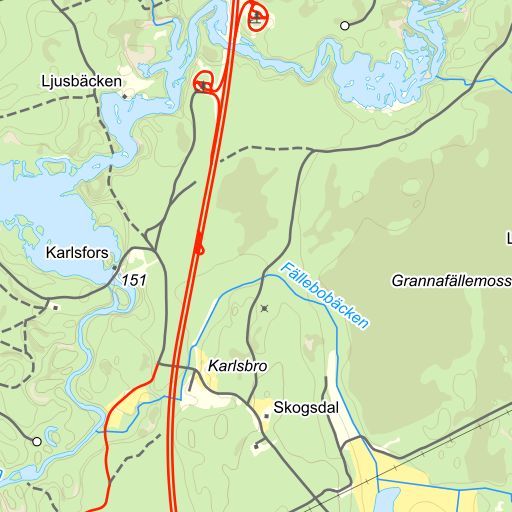 Ljusbäcken
Karlsfors
151
L
Fällebobäcken
Grannafällemoss
Karlsbro
Skogsdal
n